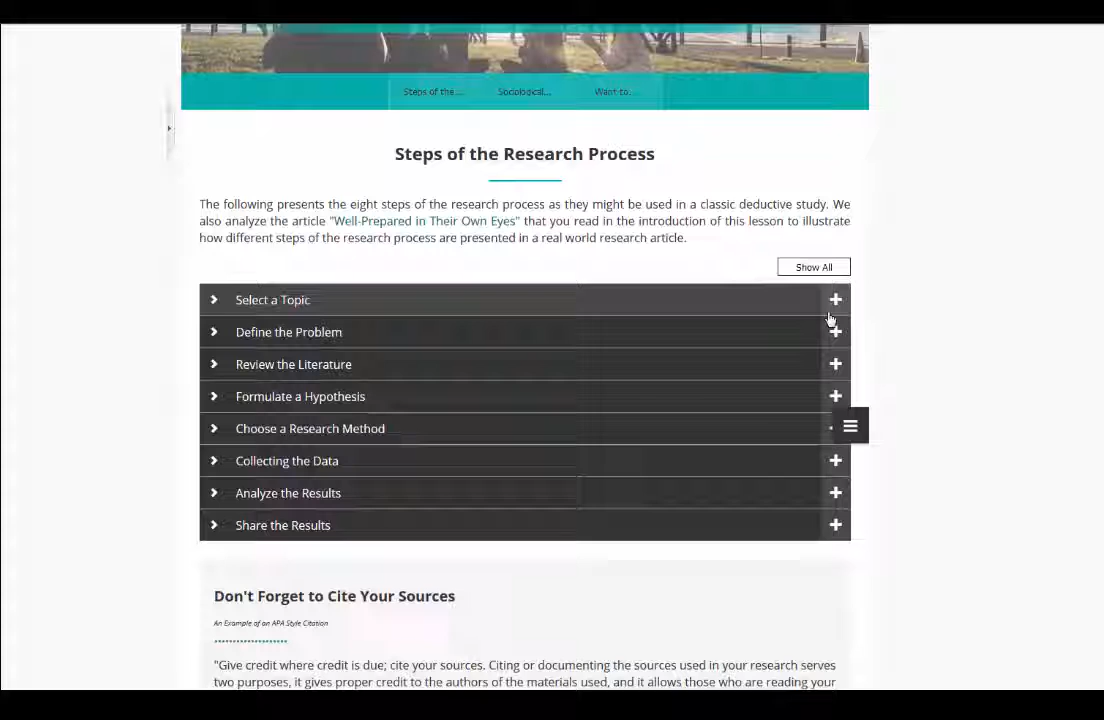 Steps of the ... Sociological... Want to...
Steps of the Research Process
The following presents the eight steps of the research process as they might be used in a classic deductive study. We
also analyze the article "Well-Prepared in Their Own Eyes" that you read in the introduction of this lesson to illustrate
how different steps of the research process are presented in a real world research article.
Show All
Select a Topic
Define the Problem
Review the Literature
Formulate a Hypothesis
Choose a Research Method
Collecting the Data
Analyze the Results
Share the Results
Don't Forget to Cite Your Sources
An Example of an APA Style Citation
"Give credit where credit is due; cite your sources. Citing or documenting the sources used in your research serves
two purposes, it gives proper credit to the authors of the materials used, and it allows those who are reading your